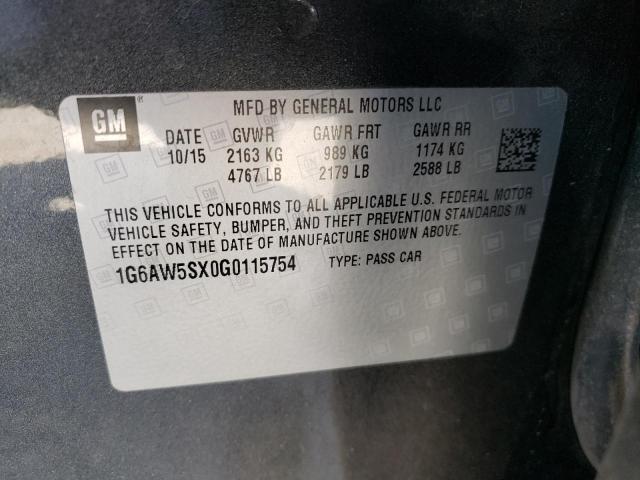 GM ® MFD BY GENERAL MOTORS LLC
DATE GVWR GAWR FRT GAWR RR
10/15 2163 KG 989 KG 1174 KG
4767 LB 2179 LB 2588 LB
THIS VEHICLE CONFORMS TO ALL APPLICABLE U.S. FEDERAL MOTOR
VEHICLE SAFETY, BUMPER, AND THEFT PREVENTION STANDARDS IN
EFFECT ON THE DATE OF MANUFACTURE SHOWN ABOVE.
1G6AW5SX0G0115754 TYPE: PASS CAR